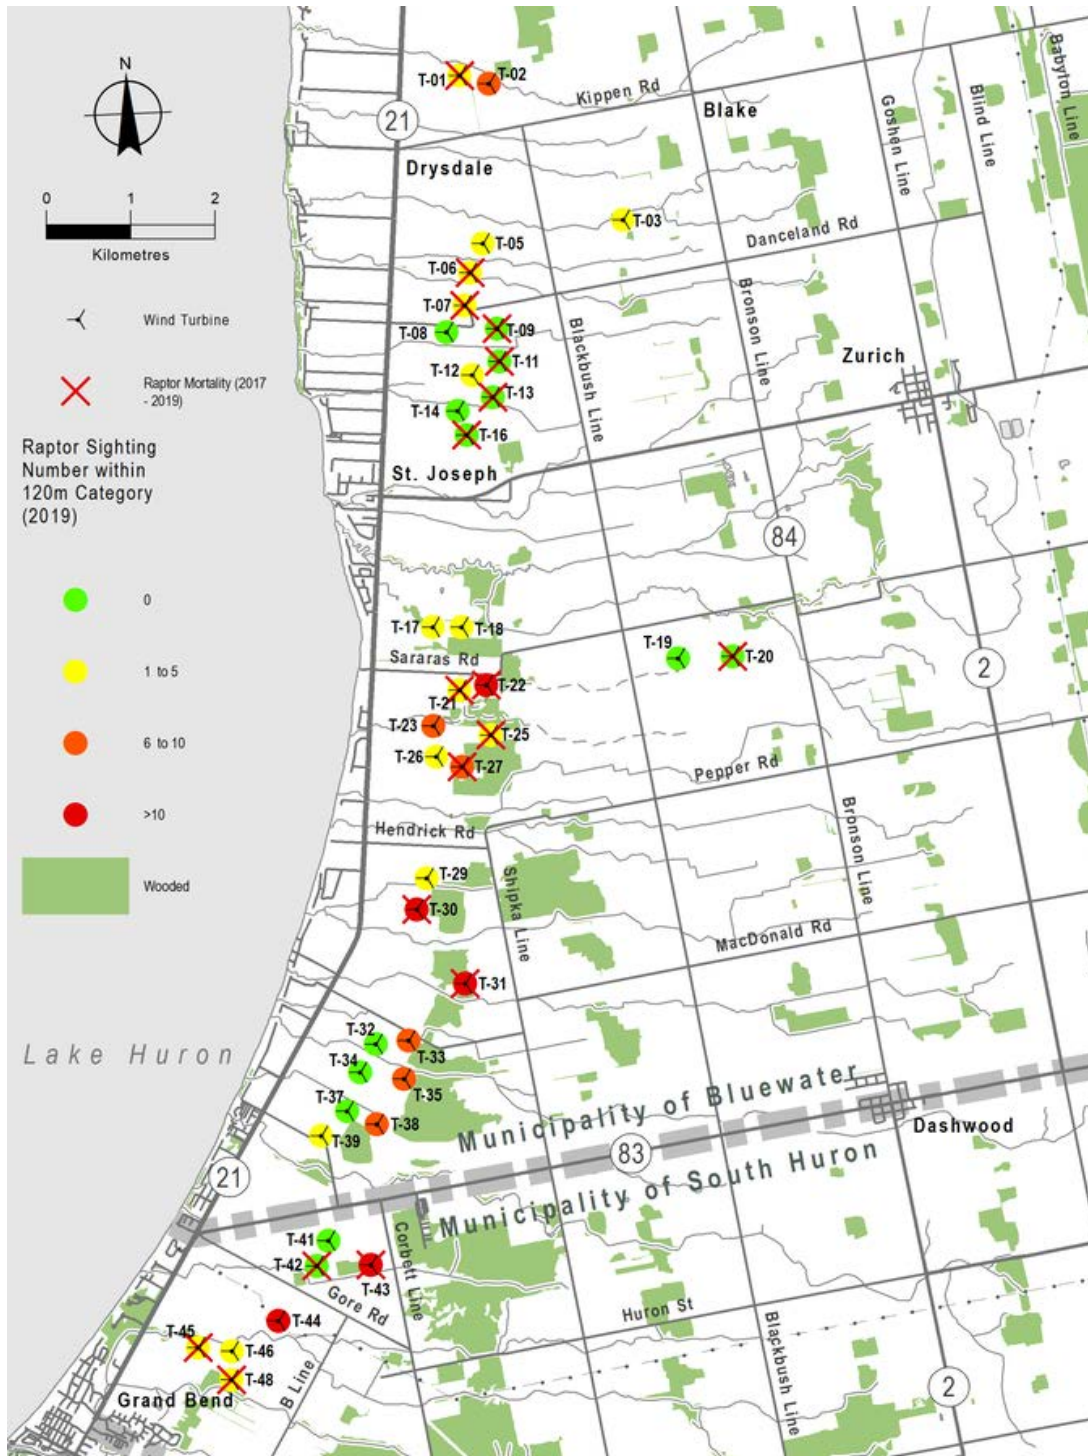 N
0 1 2
Kilometres
Wind Turbine
Raptor Mortality (2017
- 2019)
Raptor Sighting
Number within
120m Category
(2019)
0
1 to 5
6 to 10
>10
Wooded
T-01
T-02
Kippen Rd
Blake
21
Drysdale
Goshen Line
Blind Line
Babylon Line
T-03
T-05
Danceland Rd
T-06
T-07
T-08
T-09
Bronson Line
Blackbush Line
T-11
T-12
Zurich
T-13
T-14
T-16
St. Joseph
84
T-17
T-18
Sararas Rd
T-19
T-20
2
T-22
T-21
T-23
T-25
T-26
T-27
Pepper Rd
Hendrick Rd
Bronson Line
T-29
Shipka Line
T-30
MacDonald Rd
T-31
Lake Huron
T-32
T-33
T-34
T-35
T-37
T-38
T-39
Municipality of Bluewater
Dashwood
83
Municipality of South Huron
21
T-41
T-42
T-43
Corbett Line
Gore Rd
Huron St
T-44
T-45
T-46
T-48
B Line
Blackbush Line
2
Grand Bend